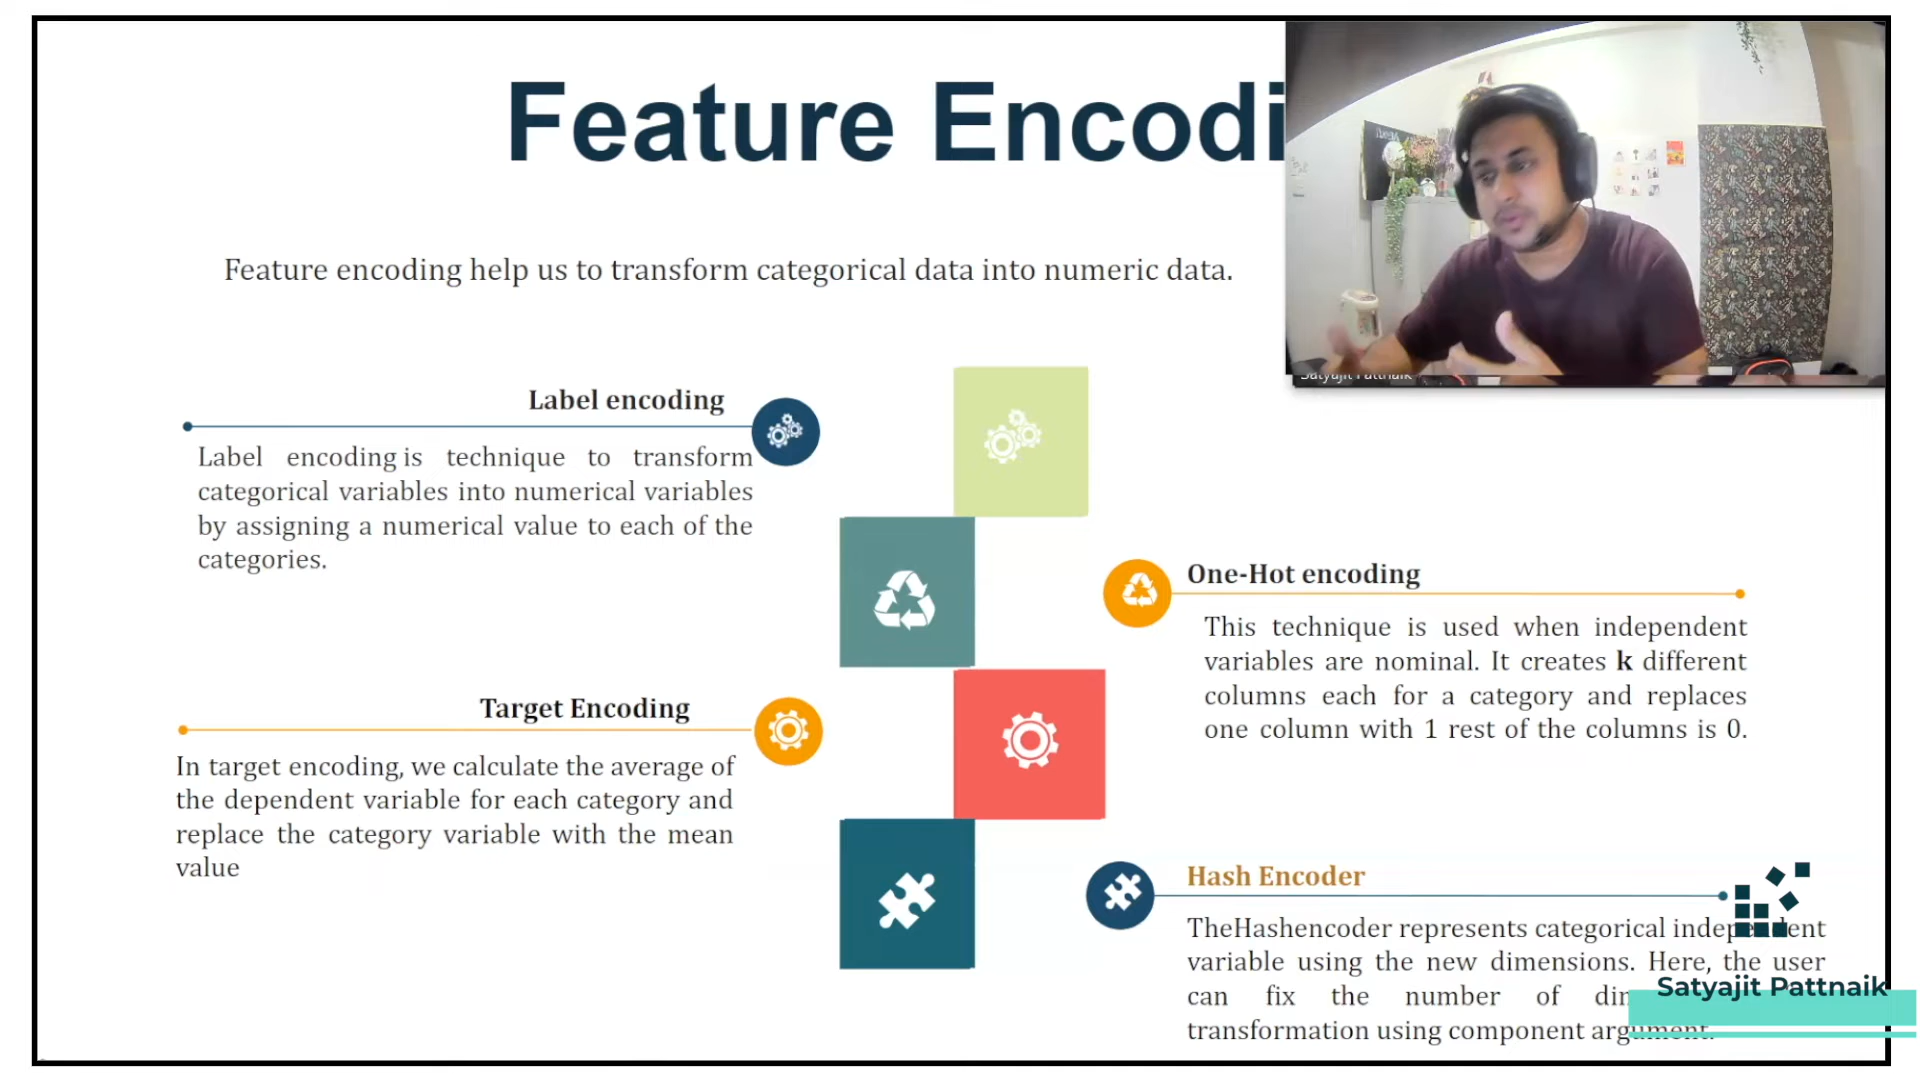 Feature Encodi
Feature encoding help us to transform categorical data into numeric data.
Satyajit Pattnaik
Label encoding
Label encoding is technique to transform
categorical variables into numerical variables
by assigning a numerical value to each of the
categories.
One-Hot encoding
This technique is used when independent
variables are nominal. It creates k different
columns each for a category and replaces
one column with 1 rest of the columns is 0.
Target Encoding
In target encoding, we calculate the average of
the dependent variable for each category and
replace the category variable with the mean
value
Hash Encoder
TheHashencoder represents categorical independent
variable using the new dimensions. Here, the user
can fix the number of
transformation using component argument.
Satyajit Pattnaik